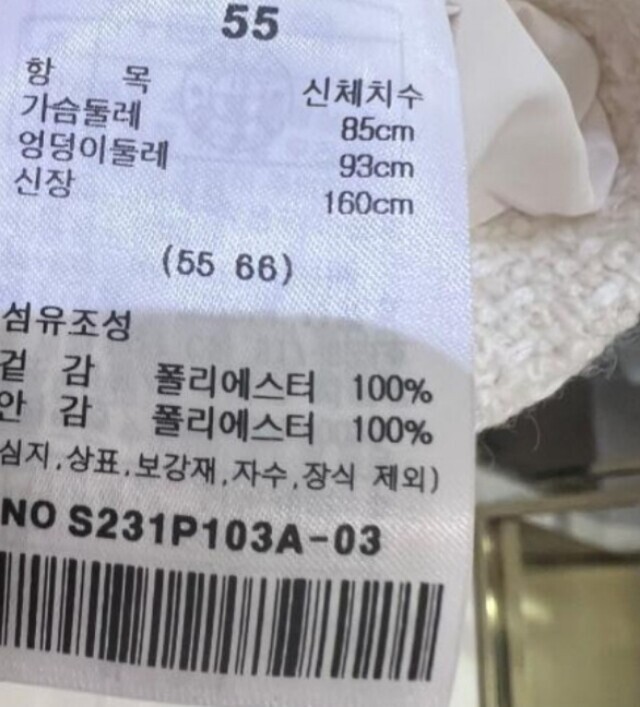 55
항 목 신체치수
가슴둘레 85cm
엉덩이둘레 93cm
신장 160cm
(55 66)
섬유조성
겉 감 폴리에스터 100%
안 감 폴리에스터 100%
심지,상표,보강재,자수,장식 제외)
NO S231P103A-03